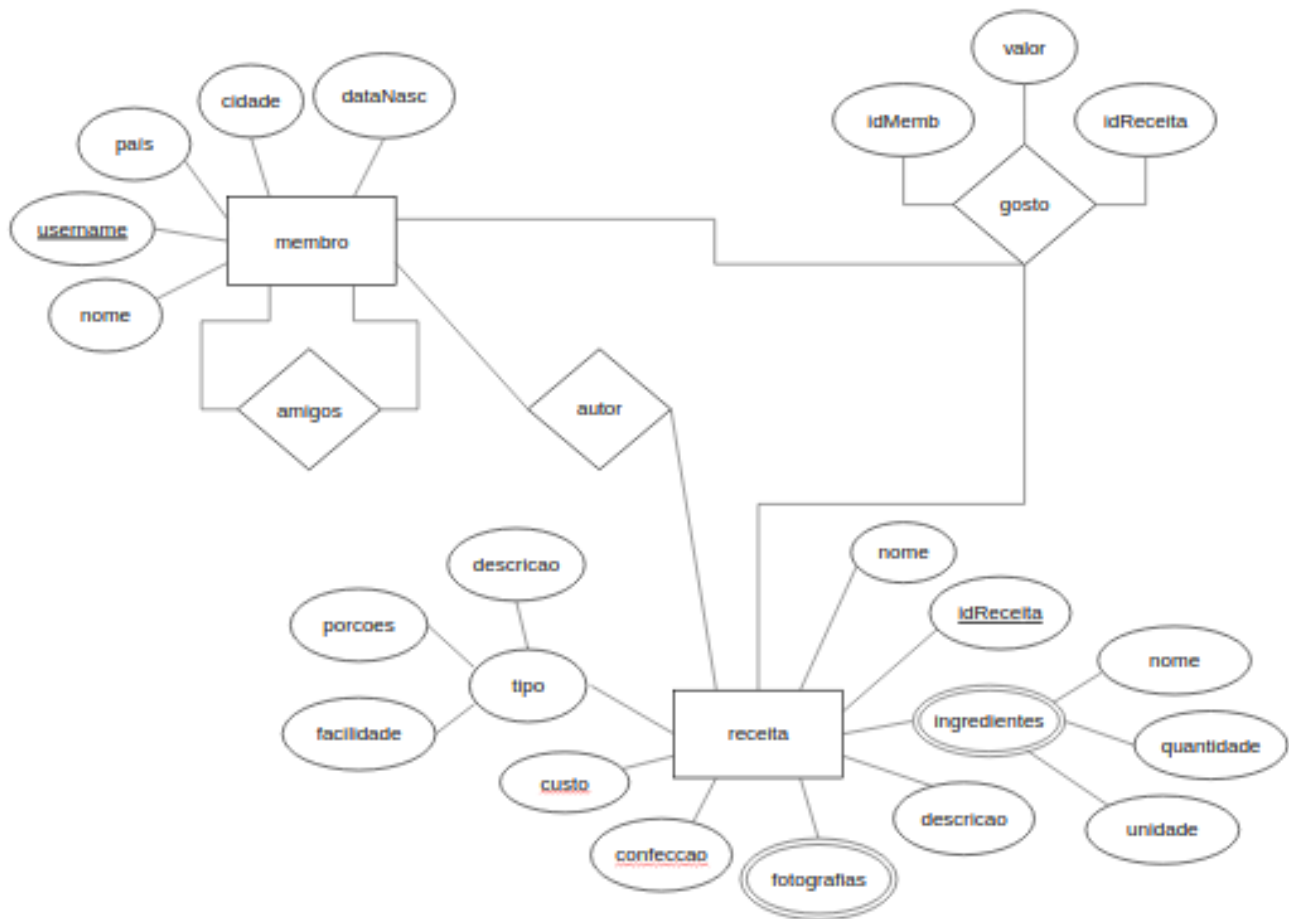 valor
cidade
dataNasc
idMemb
idReceita
país
gosto
username
membro
nome
amigos
autor
nome
descricao
idReceita
porcoes
nome
tipo
ingredientes
facilidade
receita
quantidade
custo
descricao
unidade
confeccao
fotografias